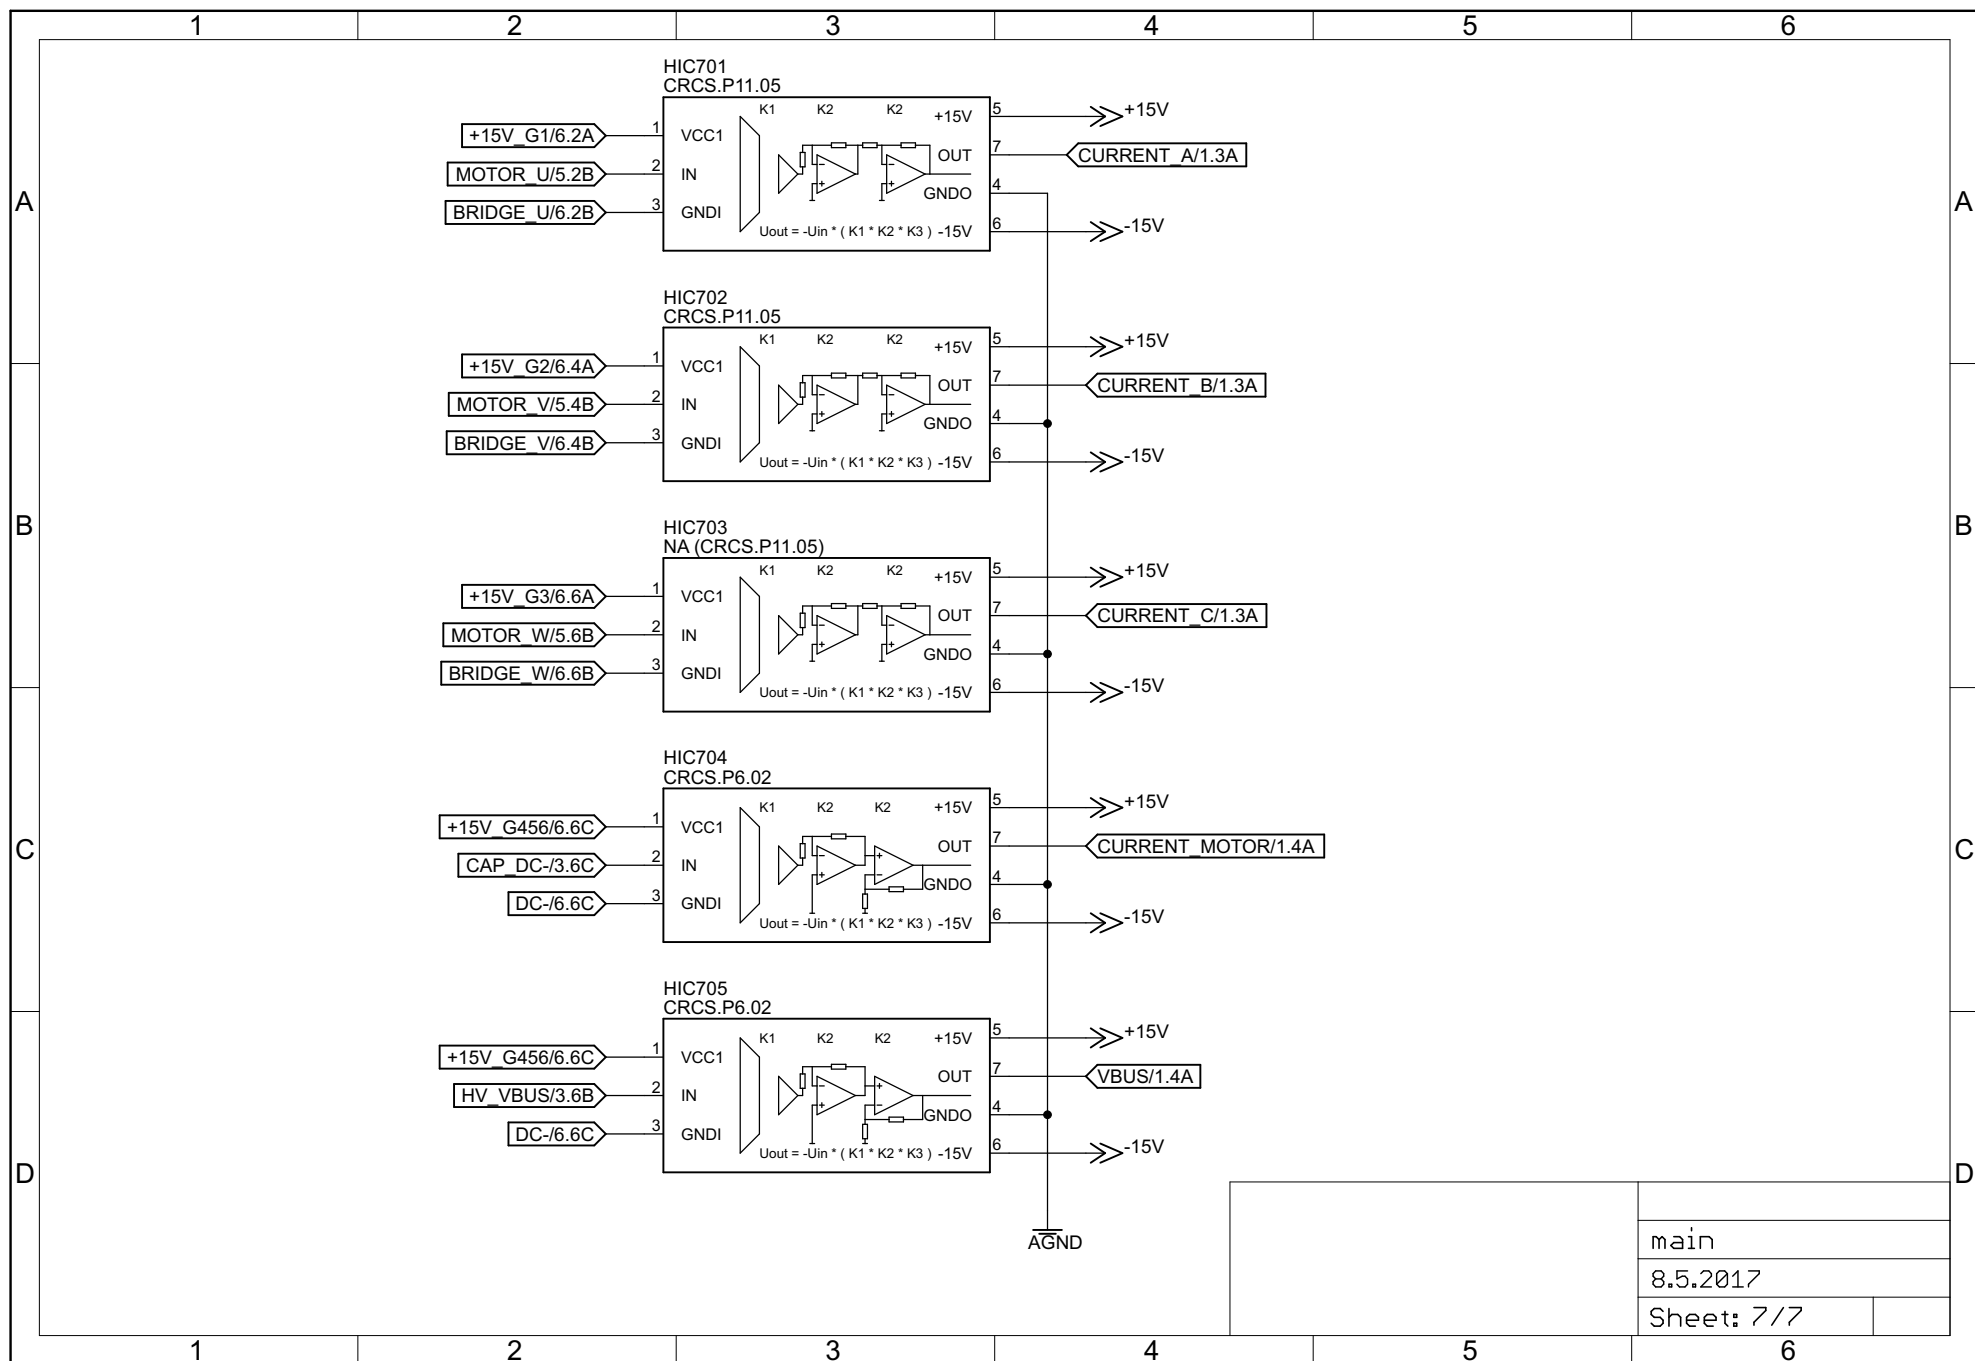 1 2 3 4 5 6
A
B
C
D
HIC701
CRCS.P11.05
K1 K2 K2
+15V_G1/6.2A 1 VCC1 +15V 5 +15V
MOTOR_U/5.2B 2 IN OUT 7 CURRENT_A/1.3A
BRIDGE_U/6.2B 3 GNDI GNDO 4
Uout = -Uin * ( K1 * K2 * K3 ) -15V 6 -15V
HIC702
CRCS.P11.05
K1 K2 K2
+15V_G2/6.4A 1 VCC1 +15V 5 +15V
MOTOR_V/5.4B 2 IN OUT 7 CURRENT_B/1.3A
BRIDGE_V/6.4B 3 GNDI GNDO 4
Uout = -Uin * ( K1 * K2 * K3 ) -15V 6 -15V
HIC703
NA (CRCS.P11.05)
K1 K2 K2
+15V_G3/6.6A 1 VCC1 +15V 5 +15V
MOTOR_W/5.6B 2 IN OUT 7 CURRENT_C/1.3A
BRIDGE_W/6.6B 3 GNDI GNDO 4
Uout = -Uin * ( K1 * K2 * K3 ) -15V 6 -15V
HIC704
CRCS.P6.02
K1 K2 K2
+15V_G456/6.6C 1 VCC1 +15V 5 +15V
CAP_DC-/3.6C 2 IN OUT 7 CURRENT_MOTOR/1.4A
DC-/6.6C 3 GNDI GNDO 4
Uout = -Uin * ( K1 * K2 * K3 ) -15V 6 -15V
HIC705
CRCS.P6.02
K1 K2 K2
+15V_G456/6.6C 1 VCC1 +15V 5 +15V
HV_VBUS/3.6B 2 IN OUT 7 VBUS/1.4A
DC-/6.6C 3 GNDI GNDO 4
Uout = -Uin * ( K1 * K2 * K3 ) -15V 6 -15V
AGND
A
B
C
D
main
8.5.2017
Sheet: 7/7
1 2 3 4 5 6